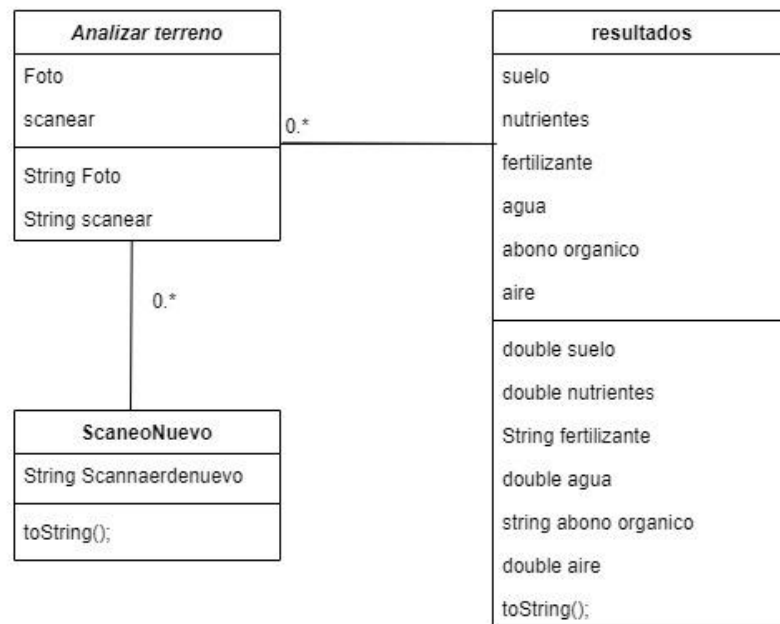 Analizar terreno
Foto
scanear
String Foto
String scanear
0.*
0.*
ScaneoNuevo
String Scannaerdenuevo
toString();
resultados
suelo
nutrientes
fertilizante
agua
abono organico
aire
double suelo
double nutrientes
String fertilizante
double agua
string abono organico
double aire
toString();